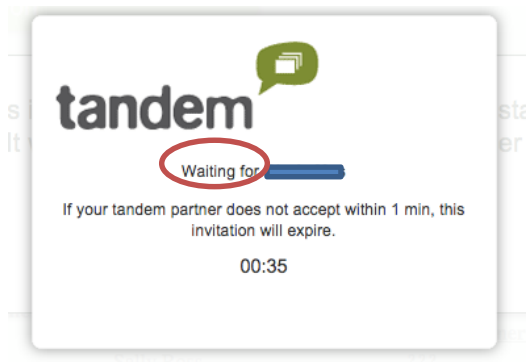 tandem
Waiting for
If your tandem partner does not accept within 1 min, this
invitation will expire.
00:35